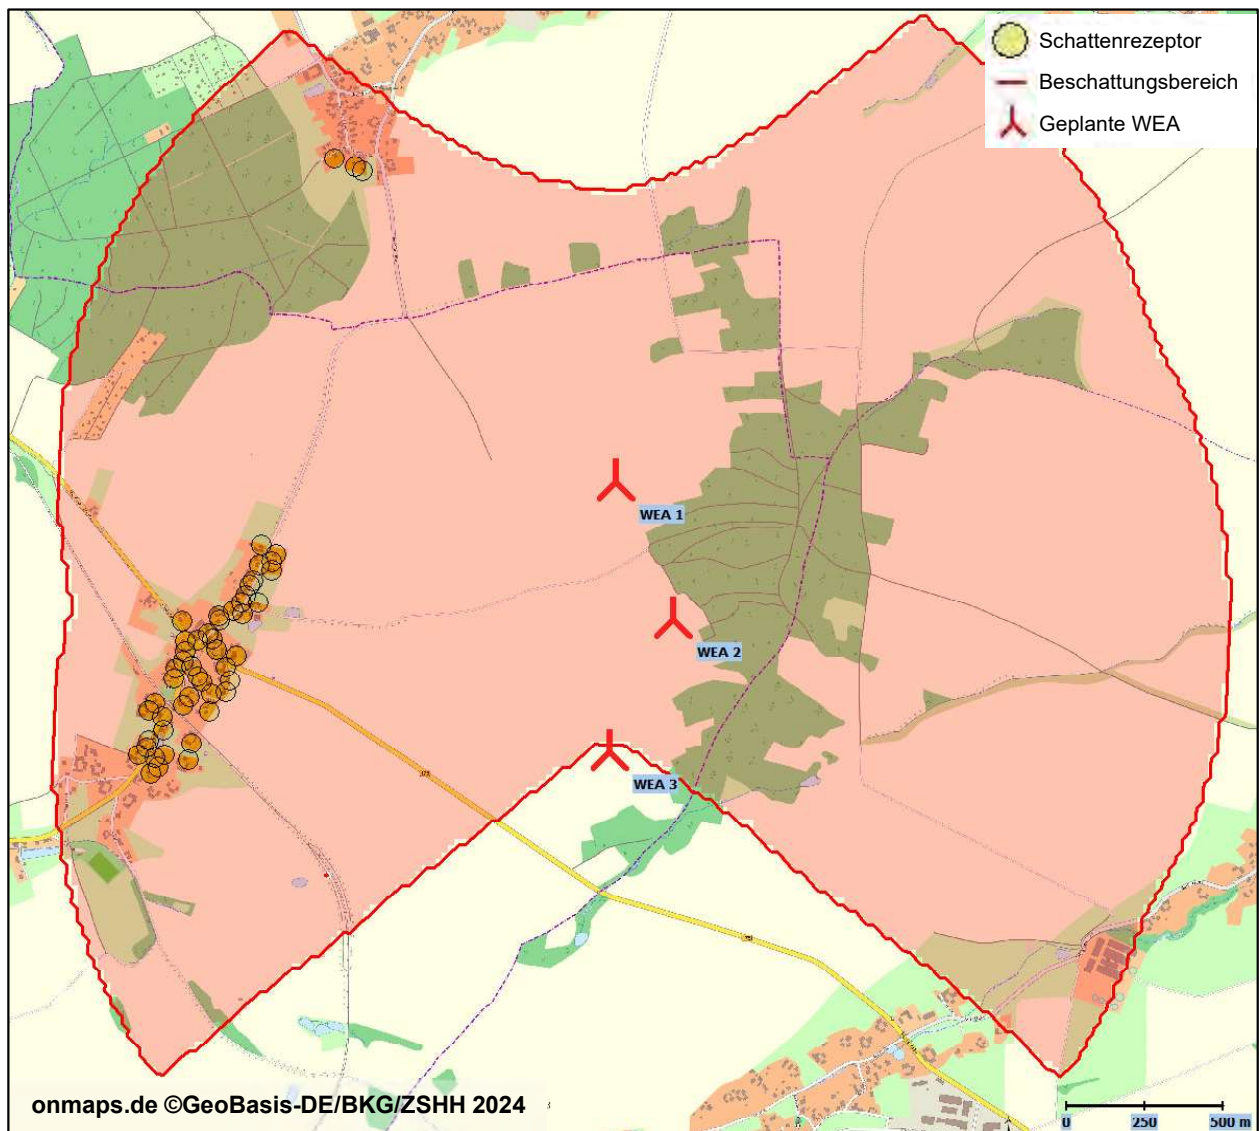 Schattenrezeptor
Beschattungsbereich
Geplante WEA
WEA 1
WEA 2
WEA 3
onmaps.de ©GeoBasis-DE/BKG/ZSHH 2024
0 250 500 m